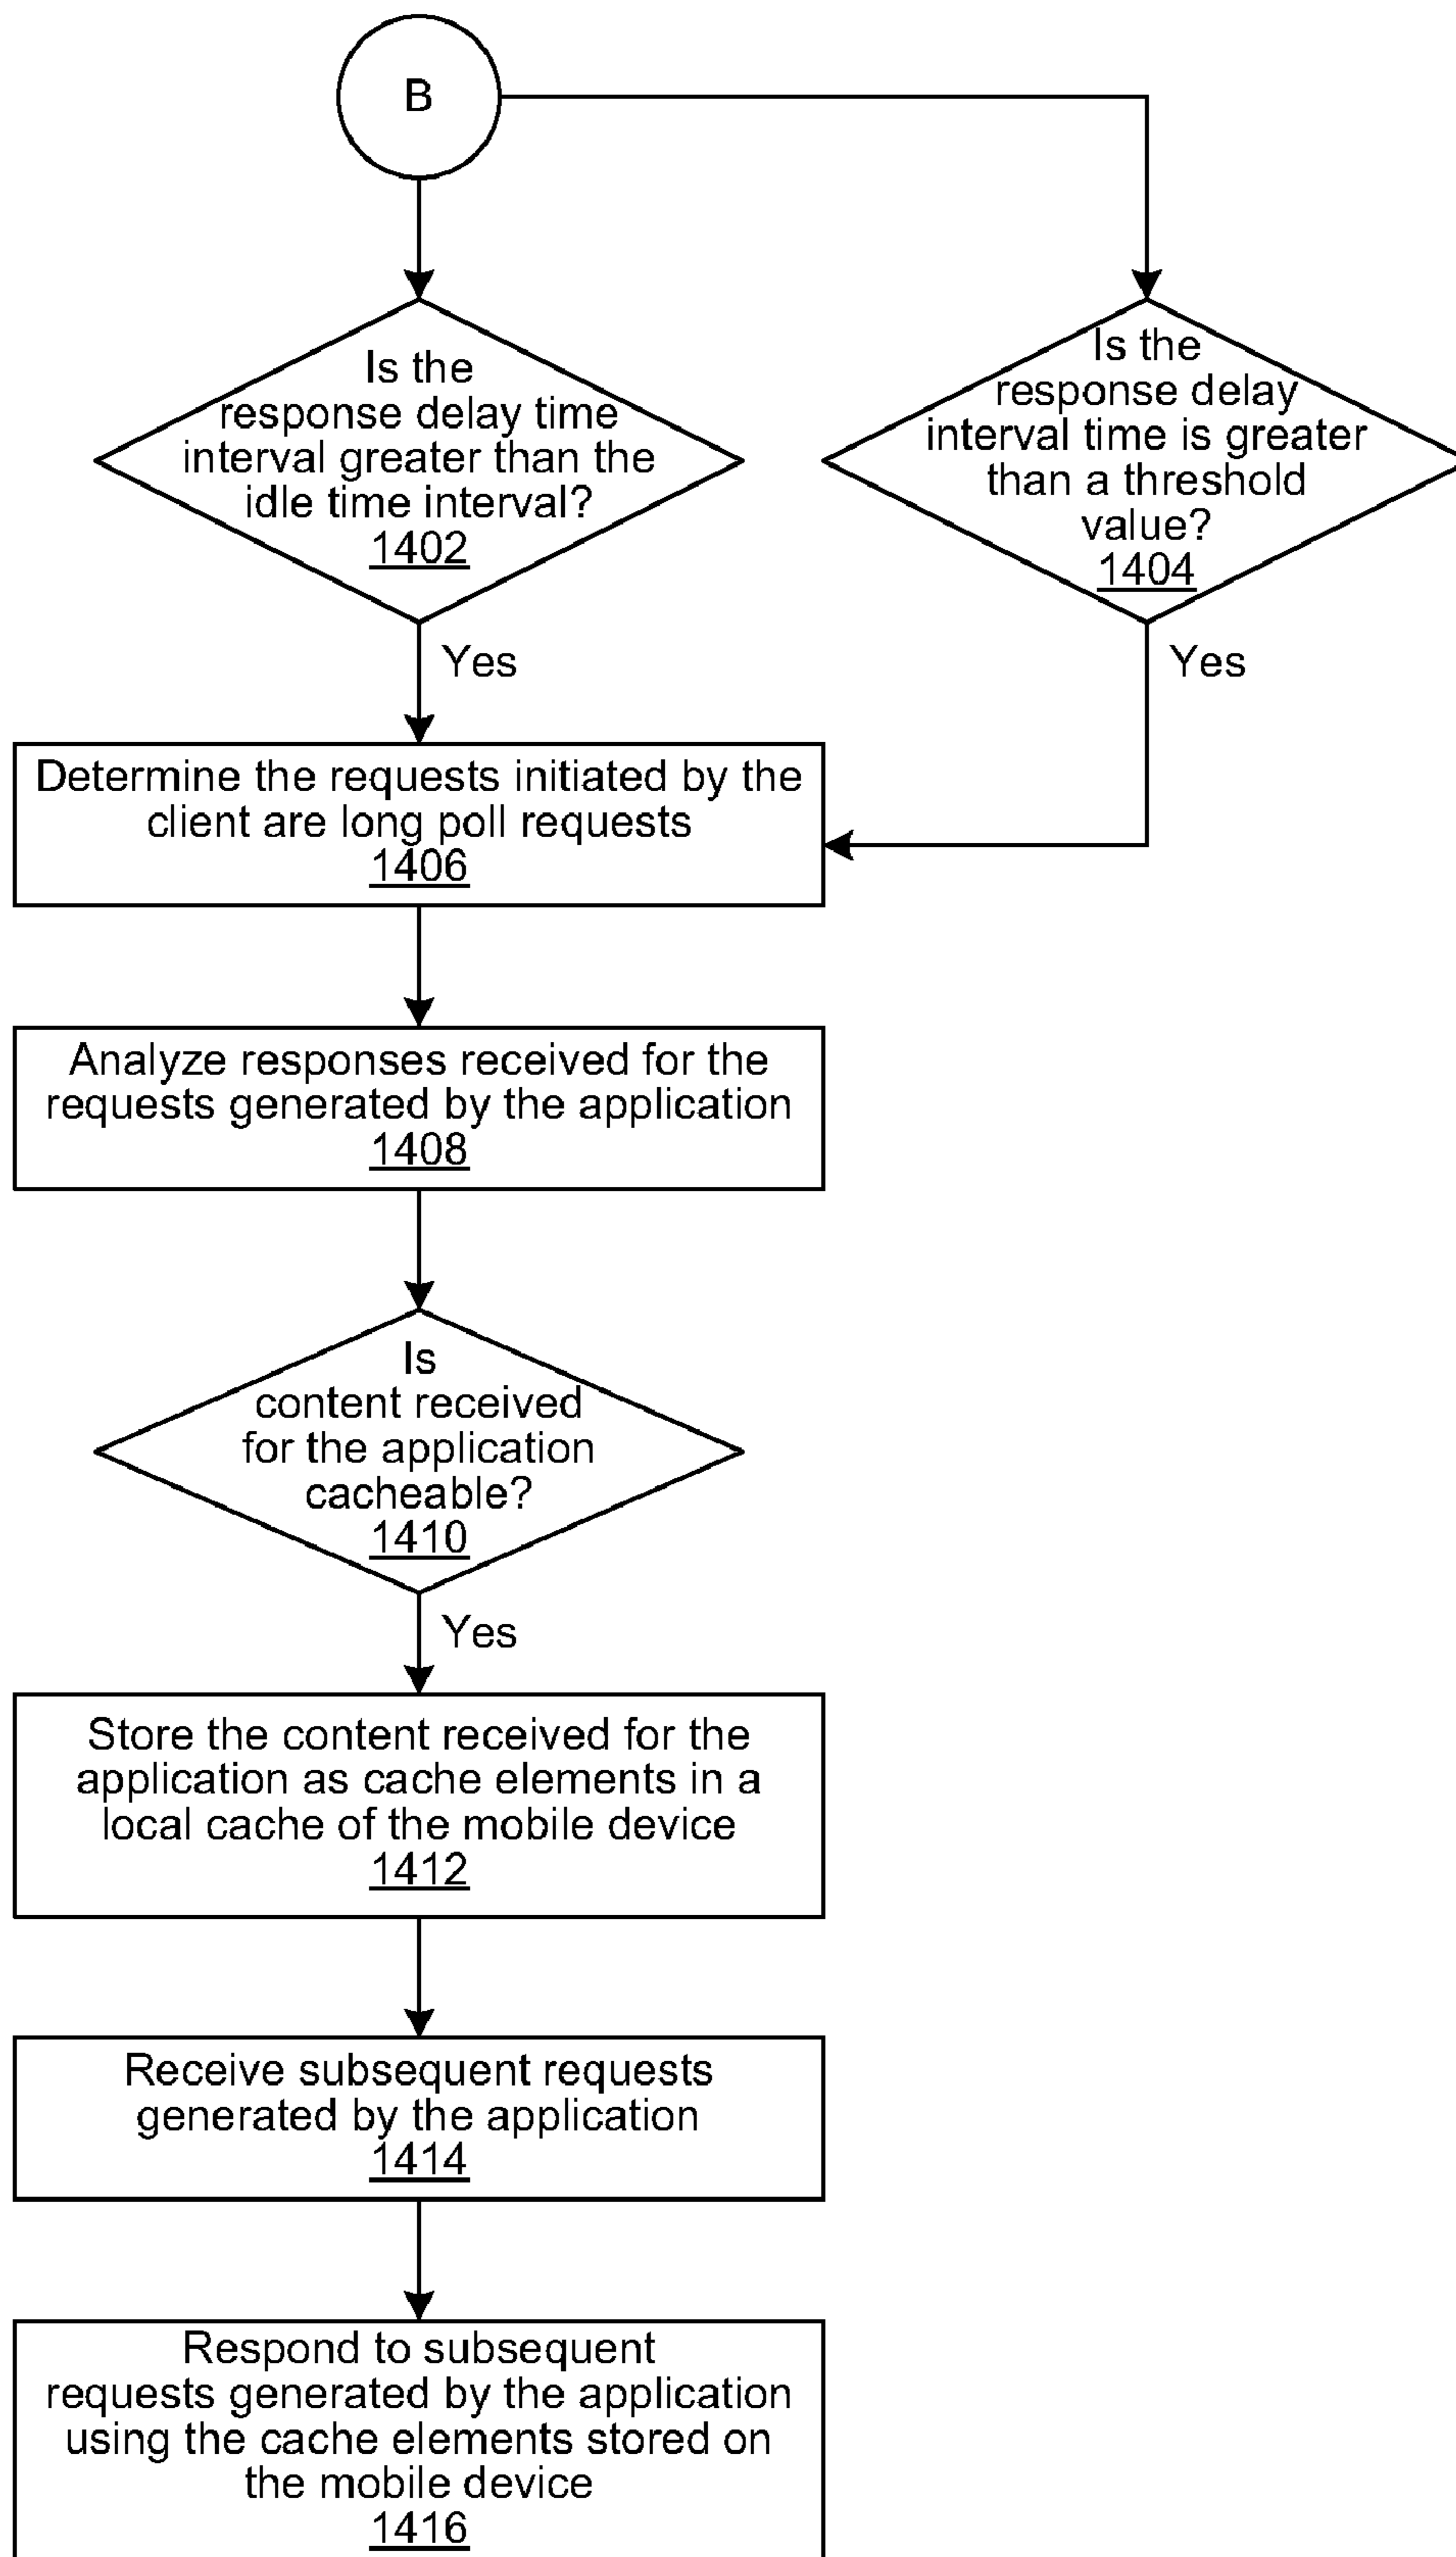 B
Is the
response delay time
interval greater than the
idle time interval?
1402
Is the
response delay
interval time is greater
than a threshold
value?
1404
Yes
Yes
Determine the requests initiated by the
client are long poll requests
1406
Analyze responses received for the
requests generated by the application
1408
Is
content received
for the application
cacheable?
1410
Yes
Store the content received for the
application as cache elements in a
local cache of the mobile device
1412
Receive subsequent requests
generated by the application
1414
Respond to subsequent
requests generated by the application
using the cache elements stored on
the mobile device
1416